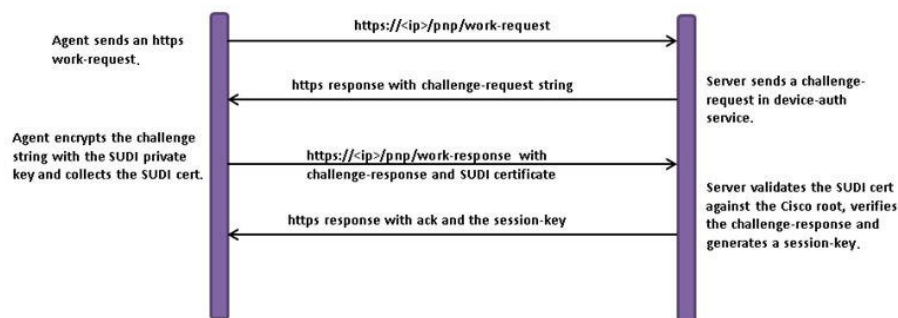 https://<ip>/pnp/work-request
Agent sends an https
work-request.
https response with challenge-request string
Server sends a challenge-
request in device-auth
service.
Agent encrypts the challenge
string with the SUDI private
key and collects the SUDI cert.
https://<ip>/pnp/work-response with
challenge-response and SUDI certificate
Server validates the SUDI cert
against the Cisco root, verifies
the challenge-response and
generates a session-key.
https response with ack and the session-key